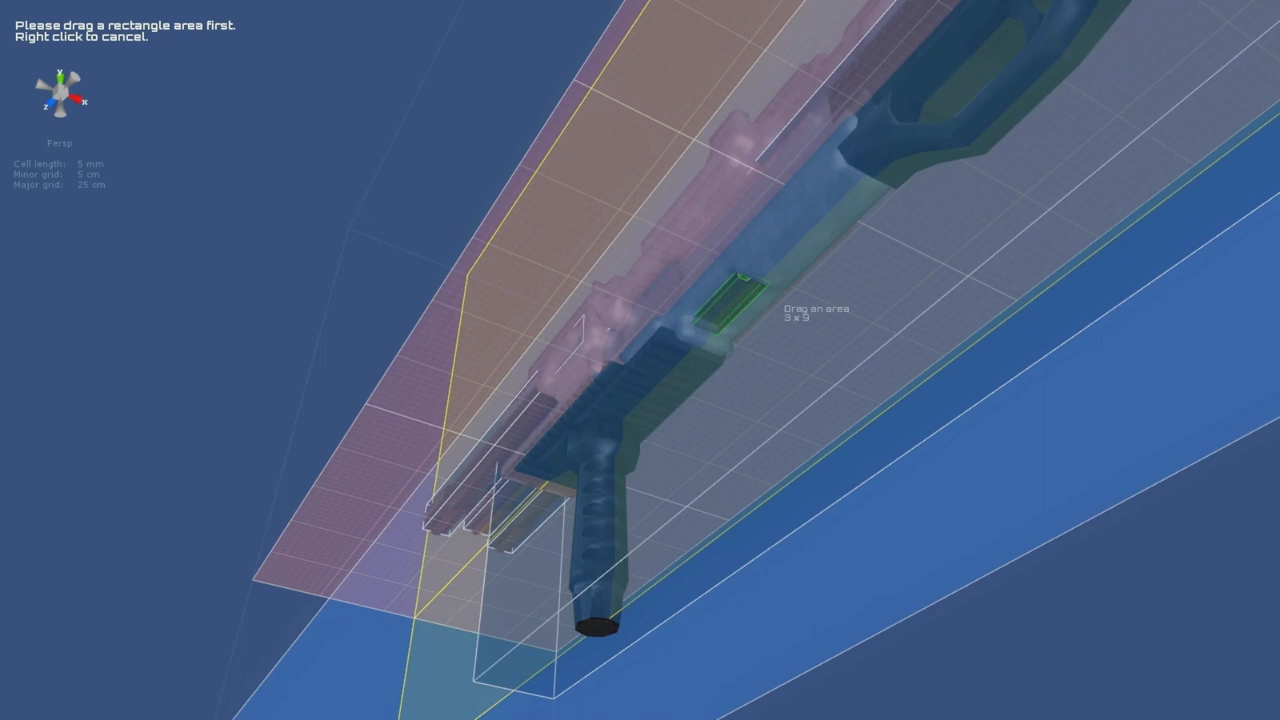 Please drag a rectangle area first.
Right click to cancel.
y
z
x
Persp
Cell length: 5 mm
Minor grid: 5 cm
Major grid: 25 cm
Drag an area
3 x 9